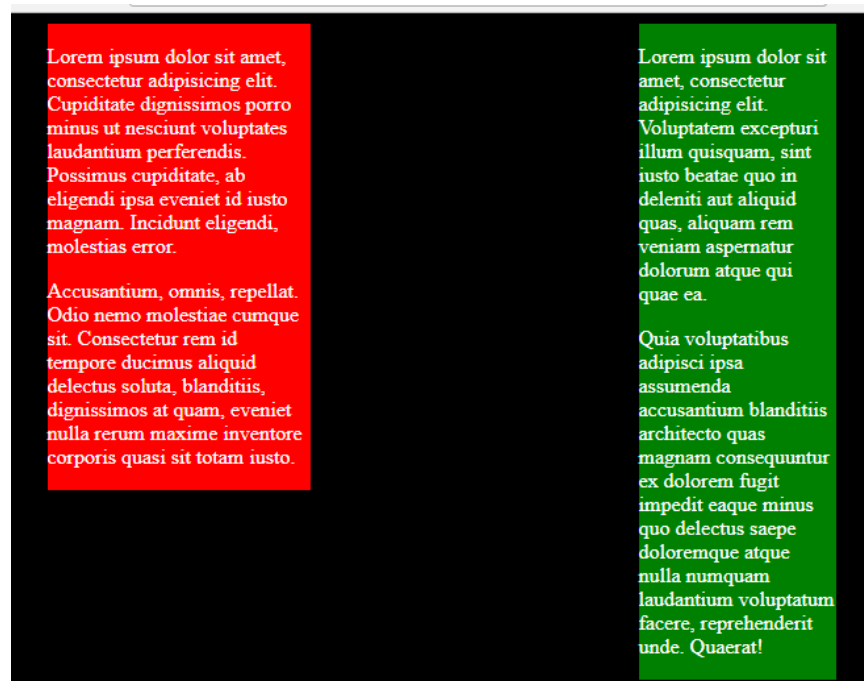 Lorem ipsum dolor sit amet,
consectetur adipisicing elit.
Cupiditate dignissimos porro
minus ut nesciunt voluptates
laudantium perferendis.
Possimus cupiditate, ab
eligendi ipsa eveniet id iusto
magnam. Incidunt eligendi,
molestias error.
Accusantium, omnis, repellat.
Odio nemo molestiae cumque
sit. Consectetur rem id
tempore ducimus aliquid
delectus soluta, blanditiis,
dignissimos at quam, eveniet
nulla rerum maxime inventore
corporis quasi sit totam iusto.
Lorem ipsum dolor sit
amet, consectetur
adipisicing elit.
Voluptatem excepturi
illum quisquam, sint
iusto beatae quo in
deleniti aut aliquid
quas, aliquam rem
veniam aspernatur
dolorum atque qui
quae ea.
Quia voluptatibus
adipisci ipsa
assumenda
accusantium blanditiis
architecto quas
magnam consequuntur
ex dolorem fugit
impedit eaque minus
quo delectus saepe
doloremque atque
nulla numquam
laudantium voluptatum
facere, reprehenderit
unde. Quaerat!